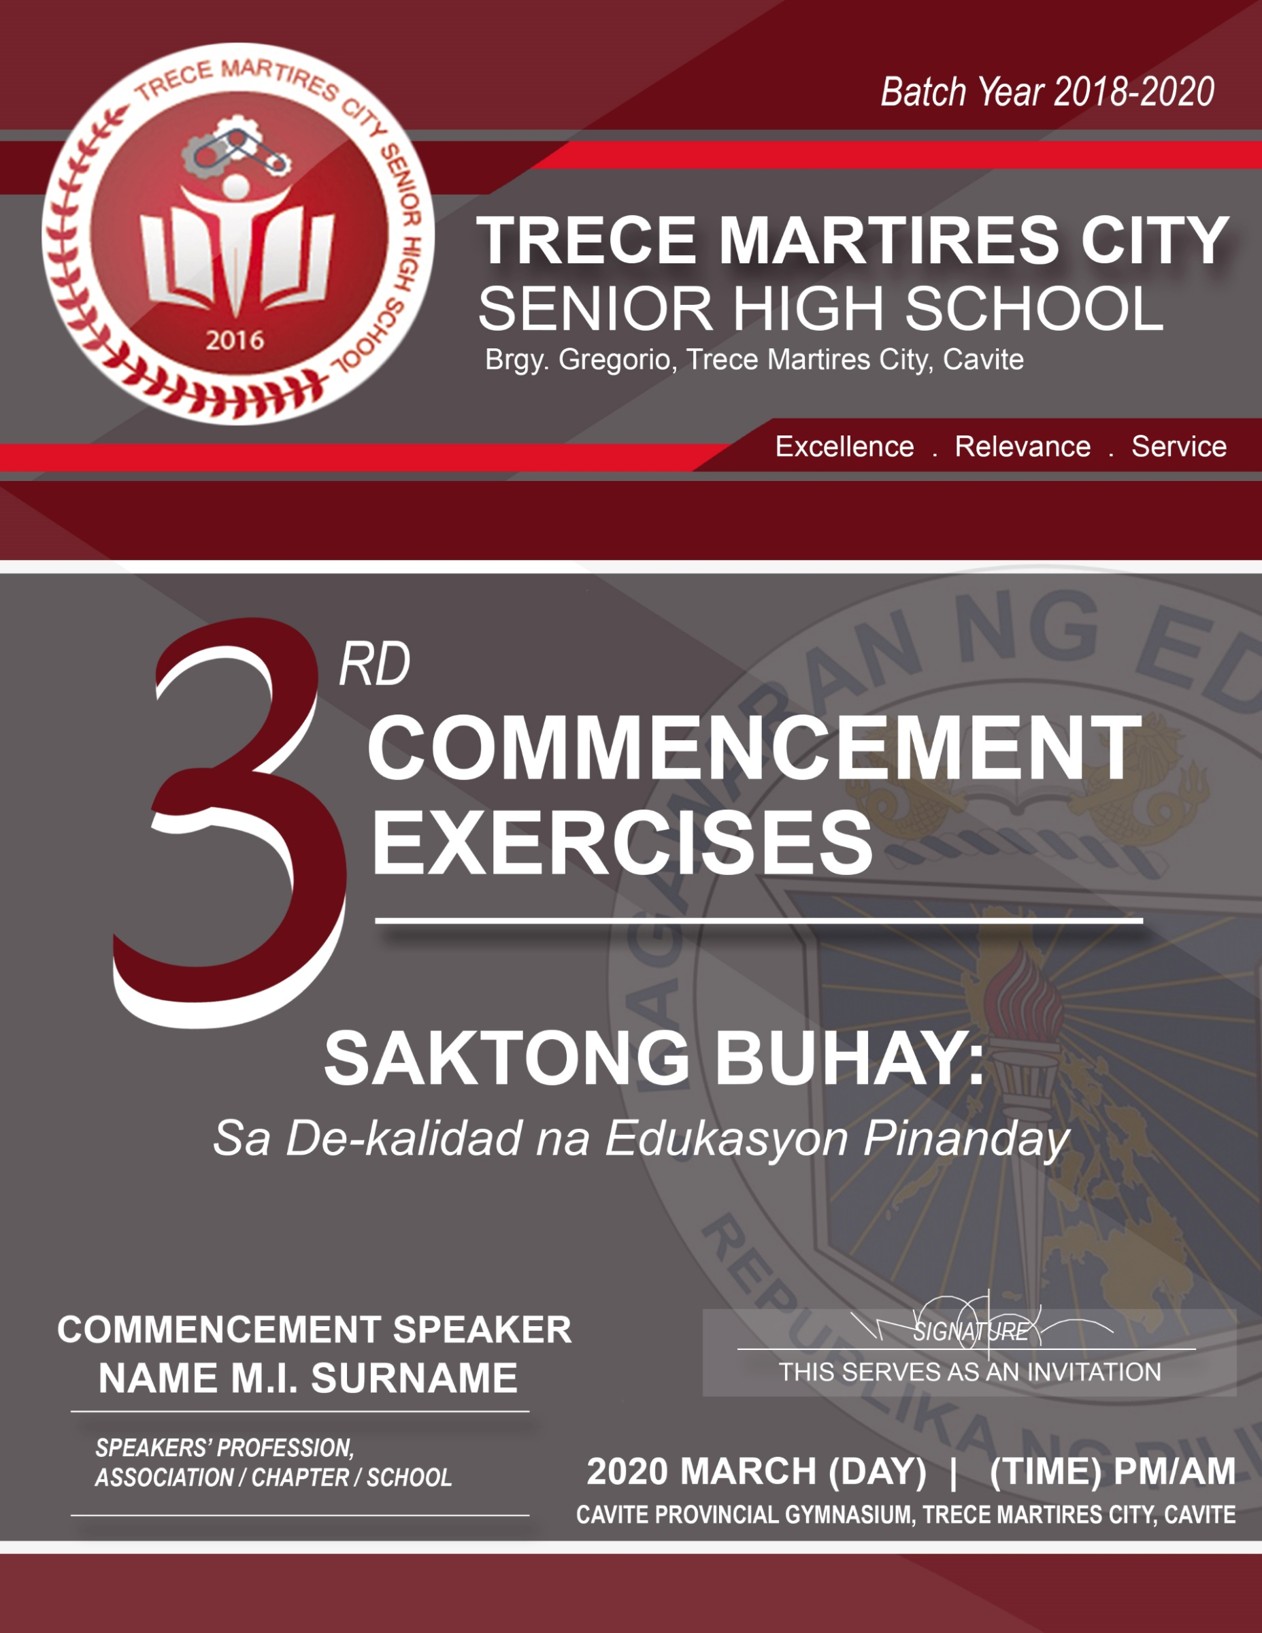 Batch Year 2018-2020
TRECE MARTIRES CITY SENIOR HIGH SCHOOL
2016
TRECE MARTIRES CITY
SENIOR HIGH SCHOOL
Brgy. Gregorio, Trece Martires City, Cavite
Excellence . Relevance . Service
3RD
COMMENCEMENT
EXERCISES
SAKTONG BUHAY:
Sa De-kalidad na Edukasyon Pinanday
KAGAWARAN NG ED
REPUBLIKA NG PILI
COMMENCEMENT SPEAKER
NAME M.I. SURNAME
SPEAKERS' PROFESSION,
ASSOCIATION / CHAPTER / SCHOOL
SIGNATURE
THIS SERVES AS AN INVITATION
2020 MARCH (DAY) | (TIME) PM/AM
CAVITE PROVINCIAL GYMNASIUM, TRECE MARTIRES CITY, CAVITE